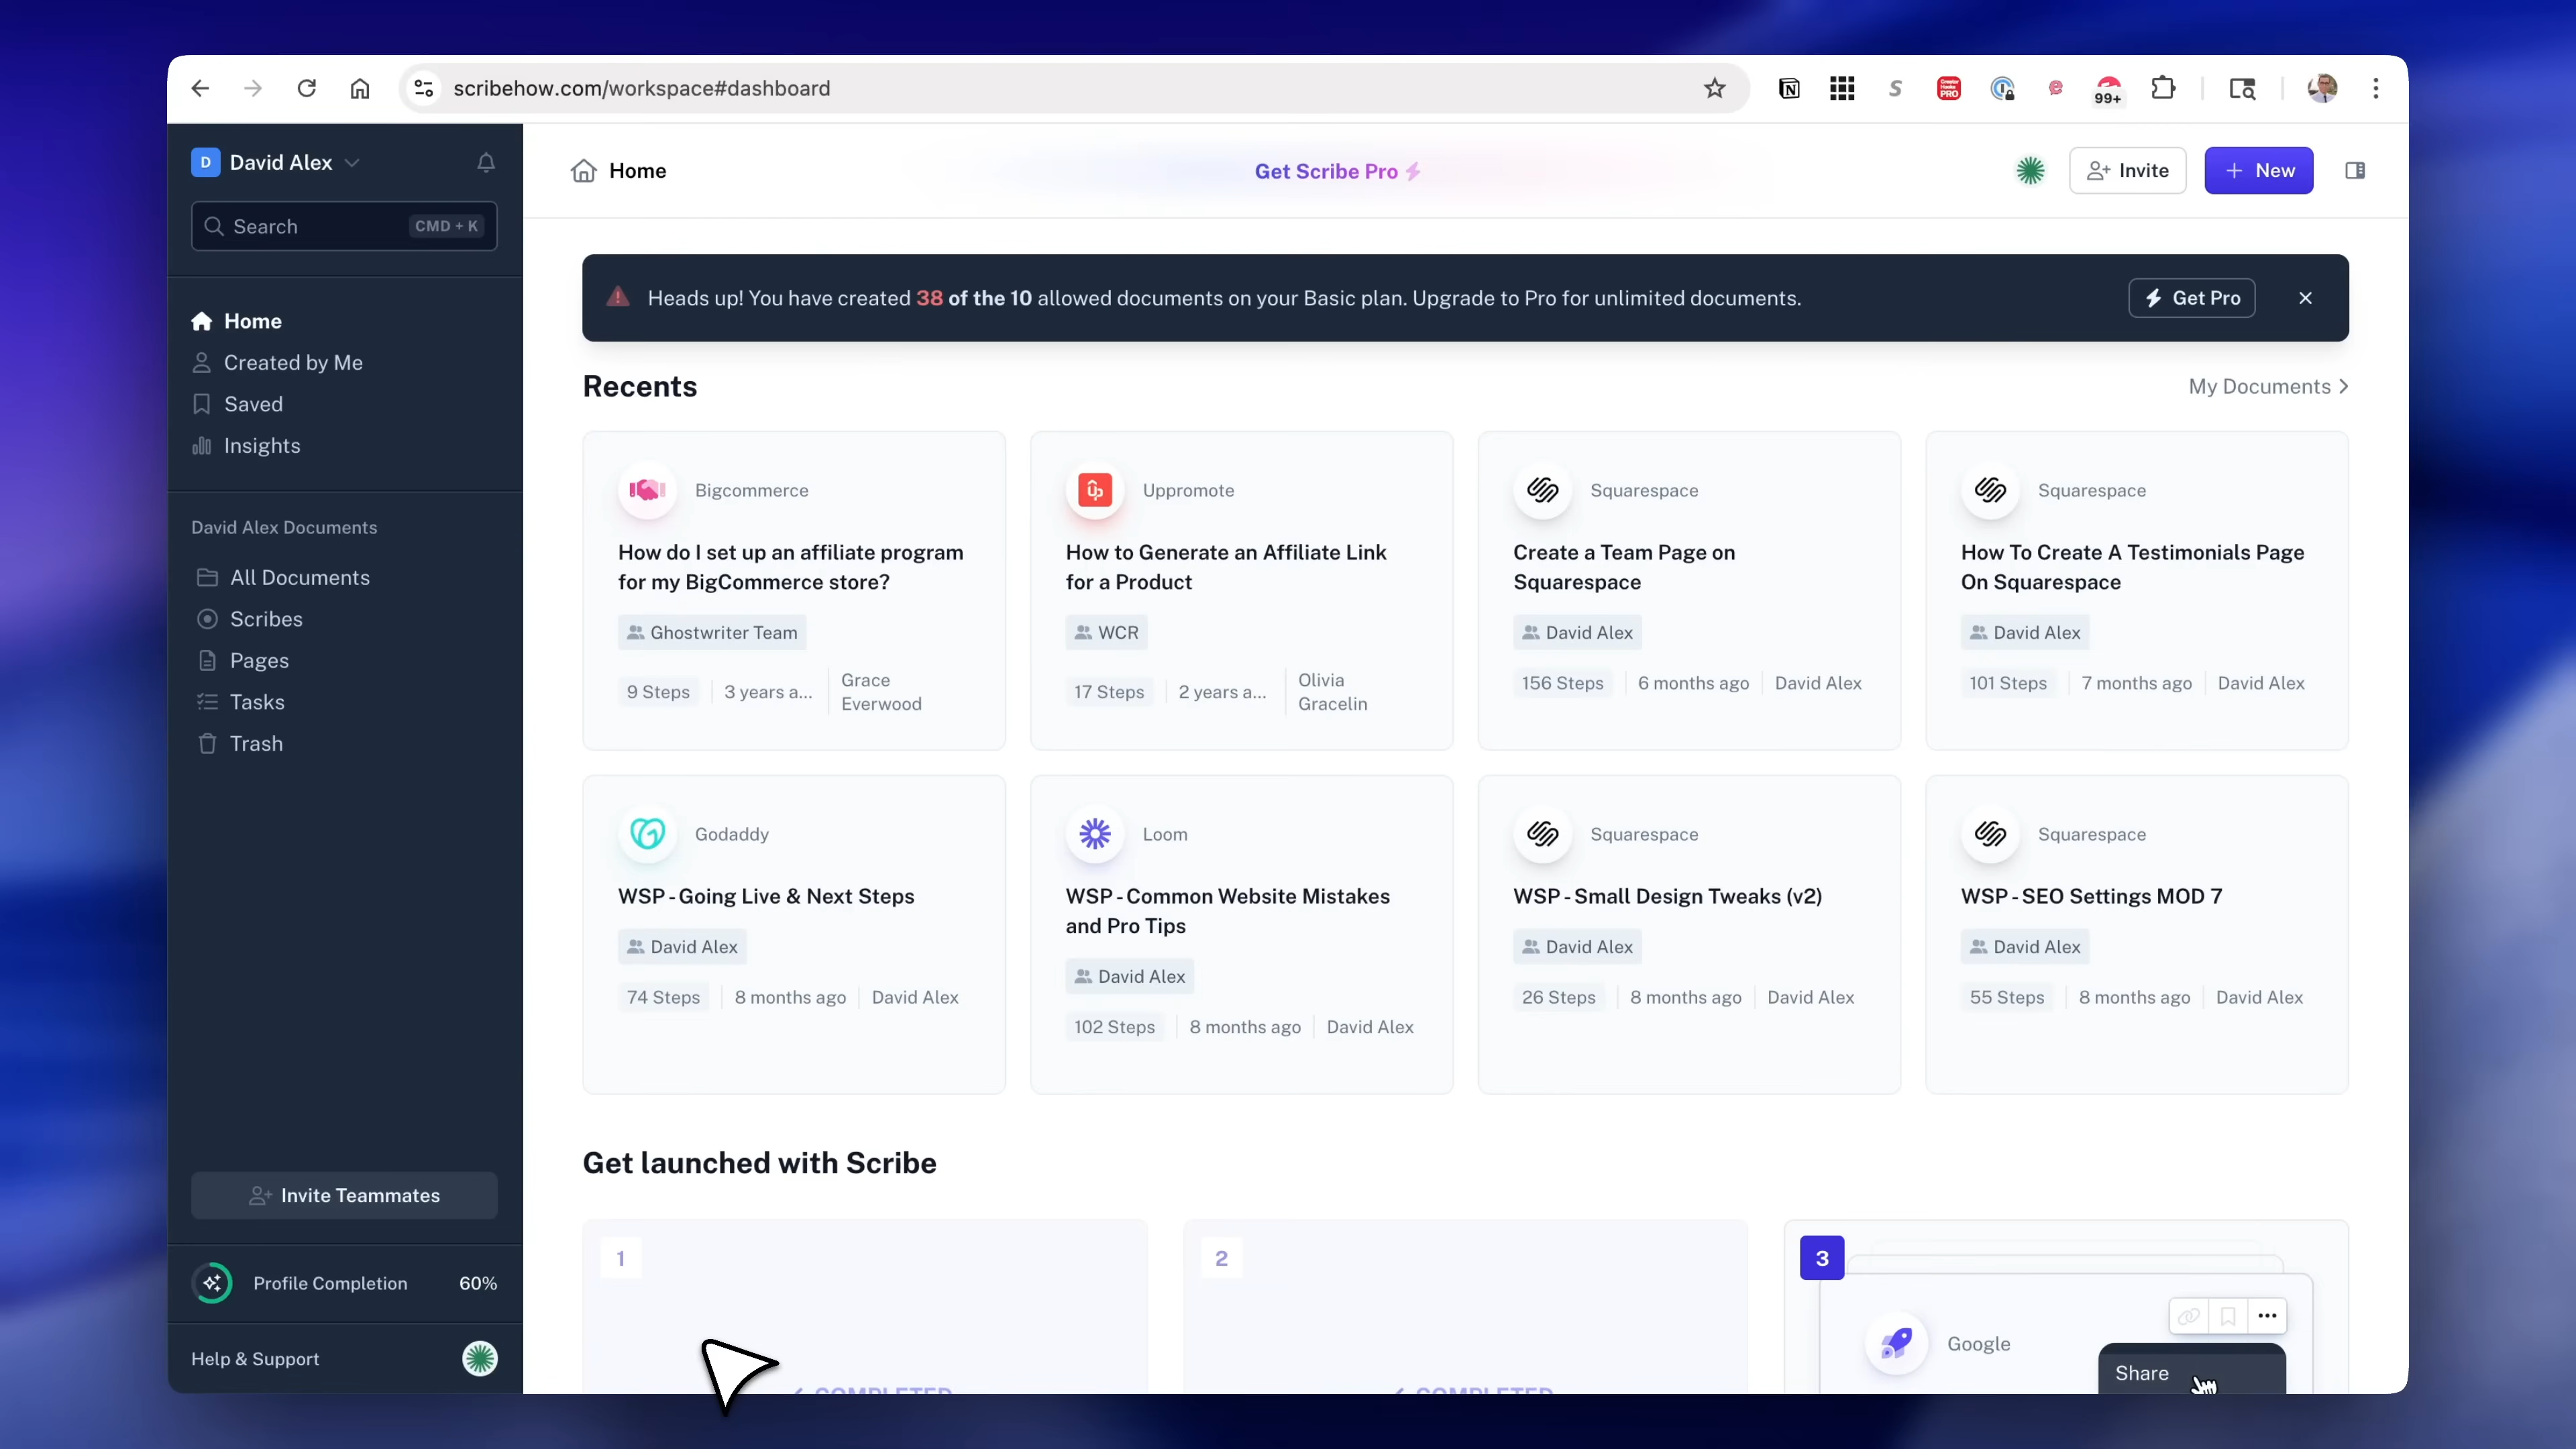 scribehow.com/workspace#dashboard
99+
D David Alex
Search CMD + K
Home
Created by Me
Saved
Insights
David Alex Documents
All Documents
Scribes
Pages
Tasks
Trash
Invite Teammates
Profile Completion 60%
Help & Support
Home
Get Scribe Pro
Invite
+ New
Heads up! You have created 38 of the 10 allowed documents on your Basic plan. Upgrade to Pro for unlimited documents.
Get Pro
Recents
My Documents
Bigcommerce
How do I set up an affiliate program
for my BigCommerce store?
Ghostwriter Team
9 Steps
3 years a...
Grace
Everwood
Uppromote
How to Generate an Affiliate Link
for a Product
WCR
17 Steps
2 years a...
Olivia
Gracelin
Squarespace
Create a Team Page on
Squarespace
David Alex
156 Steps
6 months ago
David Alex
Squarespace
How To Create A Testimonials Page
On Squarespace
David Alex
101 Steps
7 months ago
David Alex
Godaddy
WSP - Going Live & Next Steps
David Alex
74 Steps
8 months ago
David Alex
Loom
WSP - Common Website Mistakes
and Pro Tips
David Alex
102 Steps
8 months ago
David Alex
Squarespace
WSP - Small Design Tweaks (v2)
David Alex
26 Steps
8 months ago
David Alex
Squarespace
WSP - SEO Settings MOD 7
David Alex
55 Steps
8 months ago
David Alex
Get launched with Scribe
1
COMPLETED
2
COMPLETED
3
Google
Share